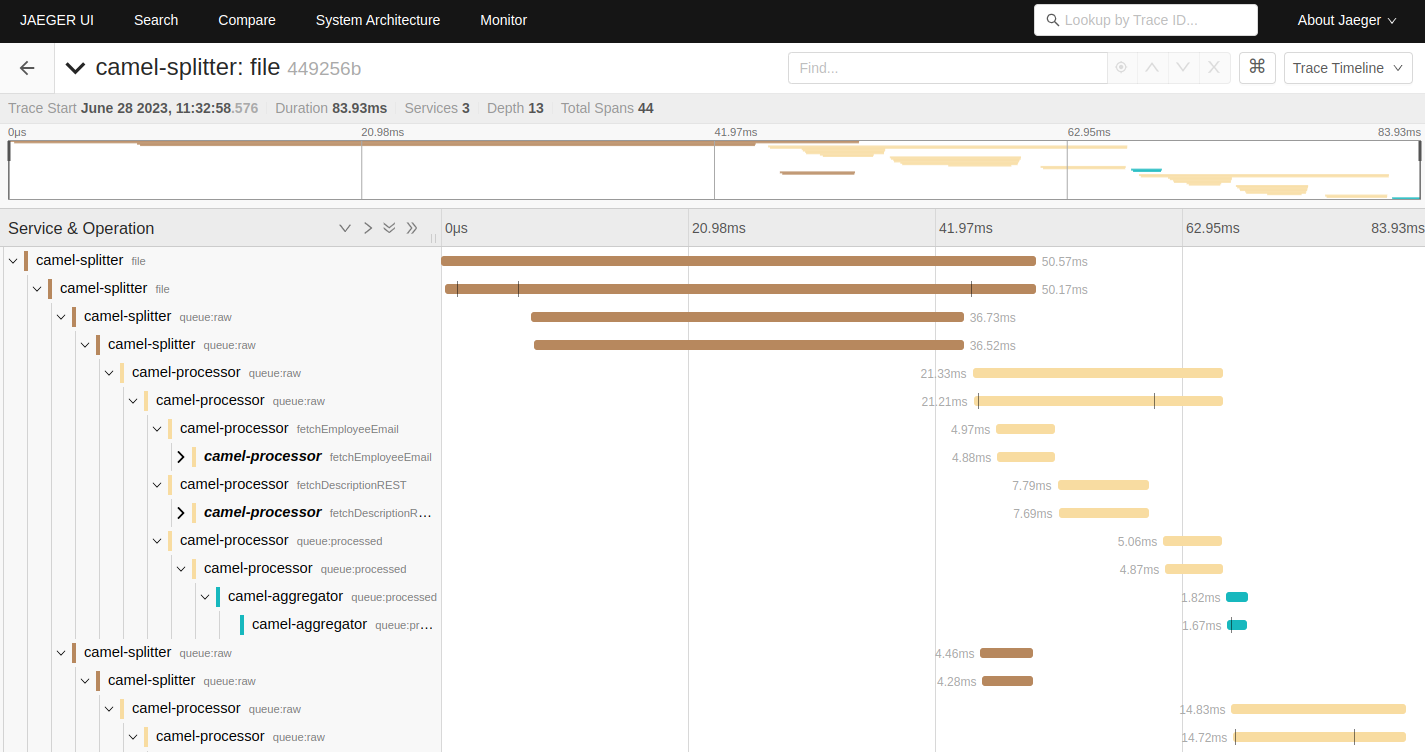 JAEGER UI Search Compare System Architecture Monitor Lookup by Trace ID... About Jaeger
camel-splitter: file 449256b Find... ⌘ Trace Timeline
Trace Start June 28 2023, 11:32:58.576 Duration 83.93ms Services 3 Depth 13 Total Spans 44
0μs 20.98ms 41.97ms 62.95ms 83.93ms
Service & Operation 0μs 20.98ms 41.97ms 62.95ms 83.93ms
camel-splitter file 50.57ms
camel-splitter file 50.17ms
camel-splitter queue:raw 36.73ms
camel-splitter queue:raw 36.52ms
camel-processor queue:raw 21.33ms
camel-processor queue:raw 21.21ms
camel-processor fetchEmployeeEmail 4.97ms
camel-processor fetchEmployeeEmail 4.88ms
camel-processor fetchDescriptionREST 7.79ms
camel-processor fetchDescriptionR... 7.69ms
camel-processor queue:processed 5.06ms
camel-processor queue:processed 4.87ms
camel-aggregator queue:processed 1.82ms
camel-aggregator queue:pr... 1.67ms
camel-splitter queue:raw 4.46ms
camel-splitter queue:raw 4.28ms
camel-processor queue:raw 14.83ms
camel-processor queue:raw 14.72ms